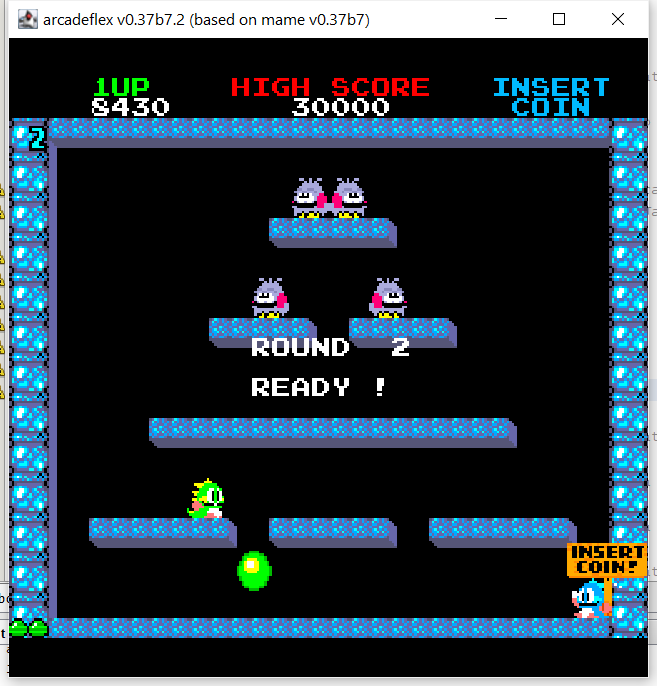 arcadeflex v0.37b7.2 (based on mame v0.37b7)
1UP HIGH SCORE INSERT
8430 30000 COIN
2
ROUND 2
READY !
INSERT
COIN!